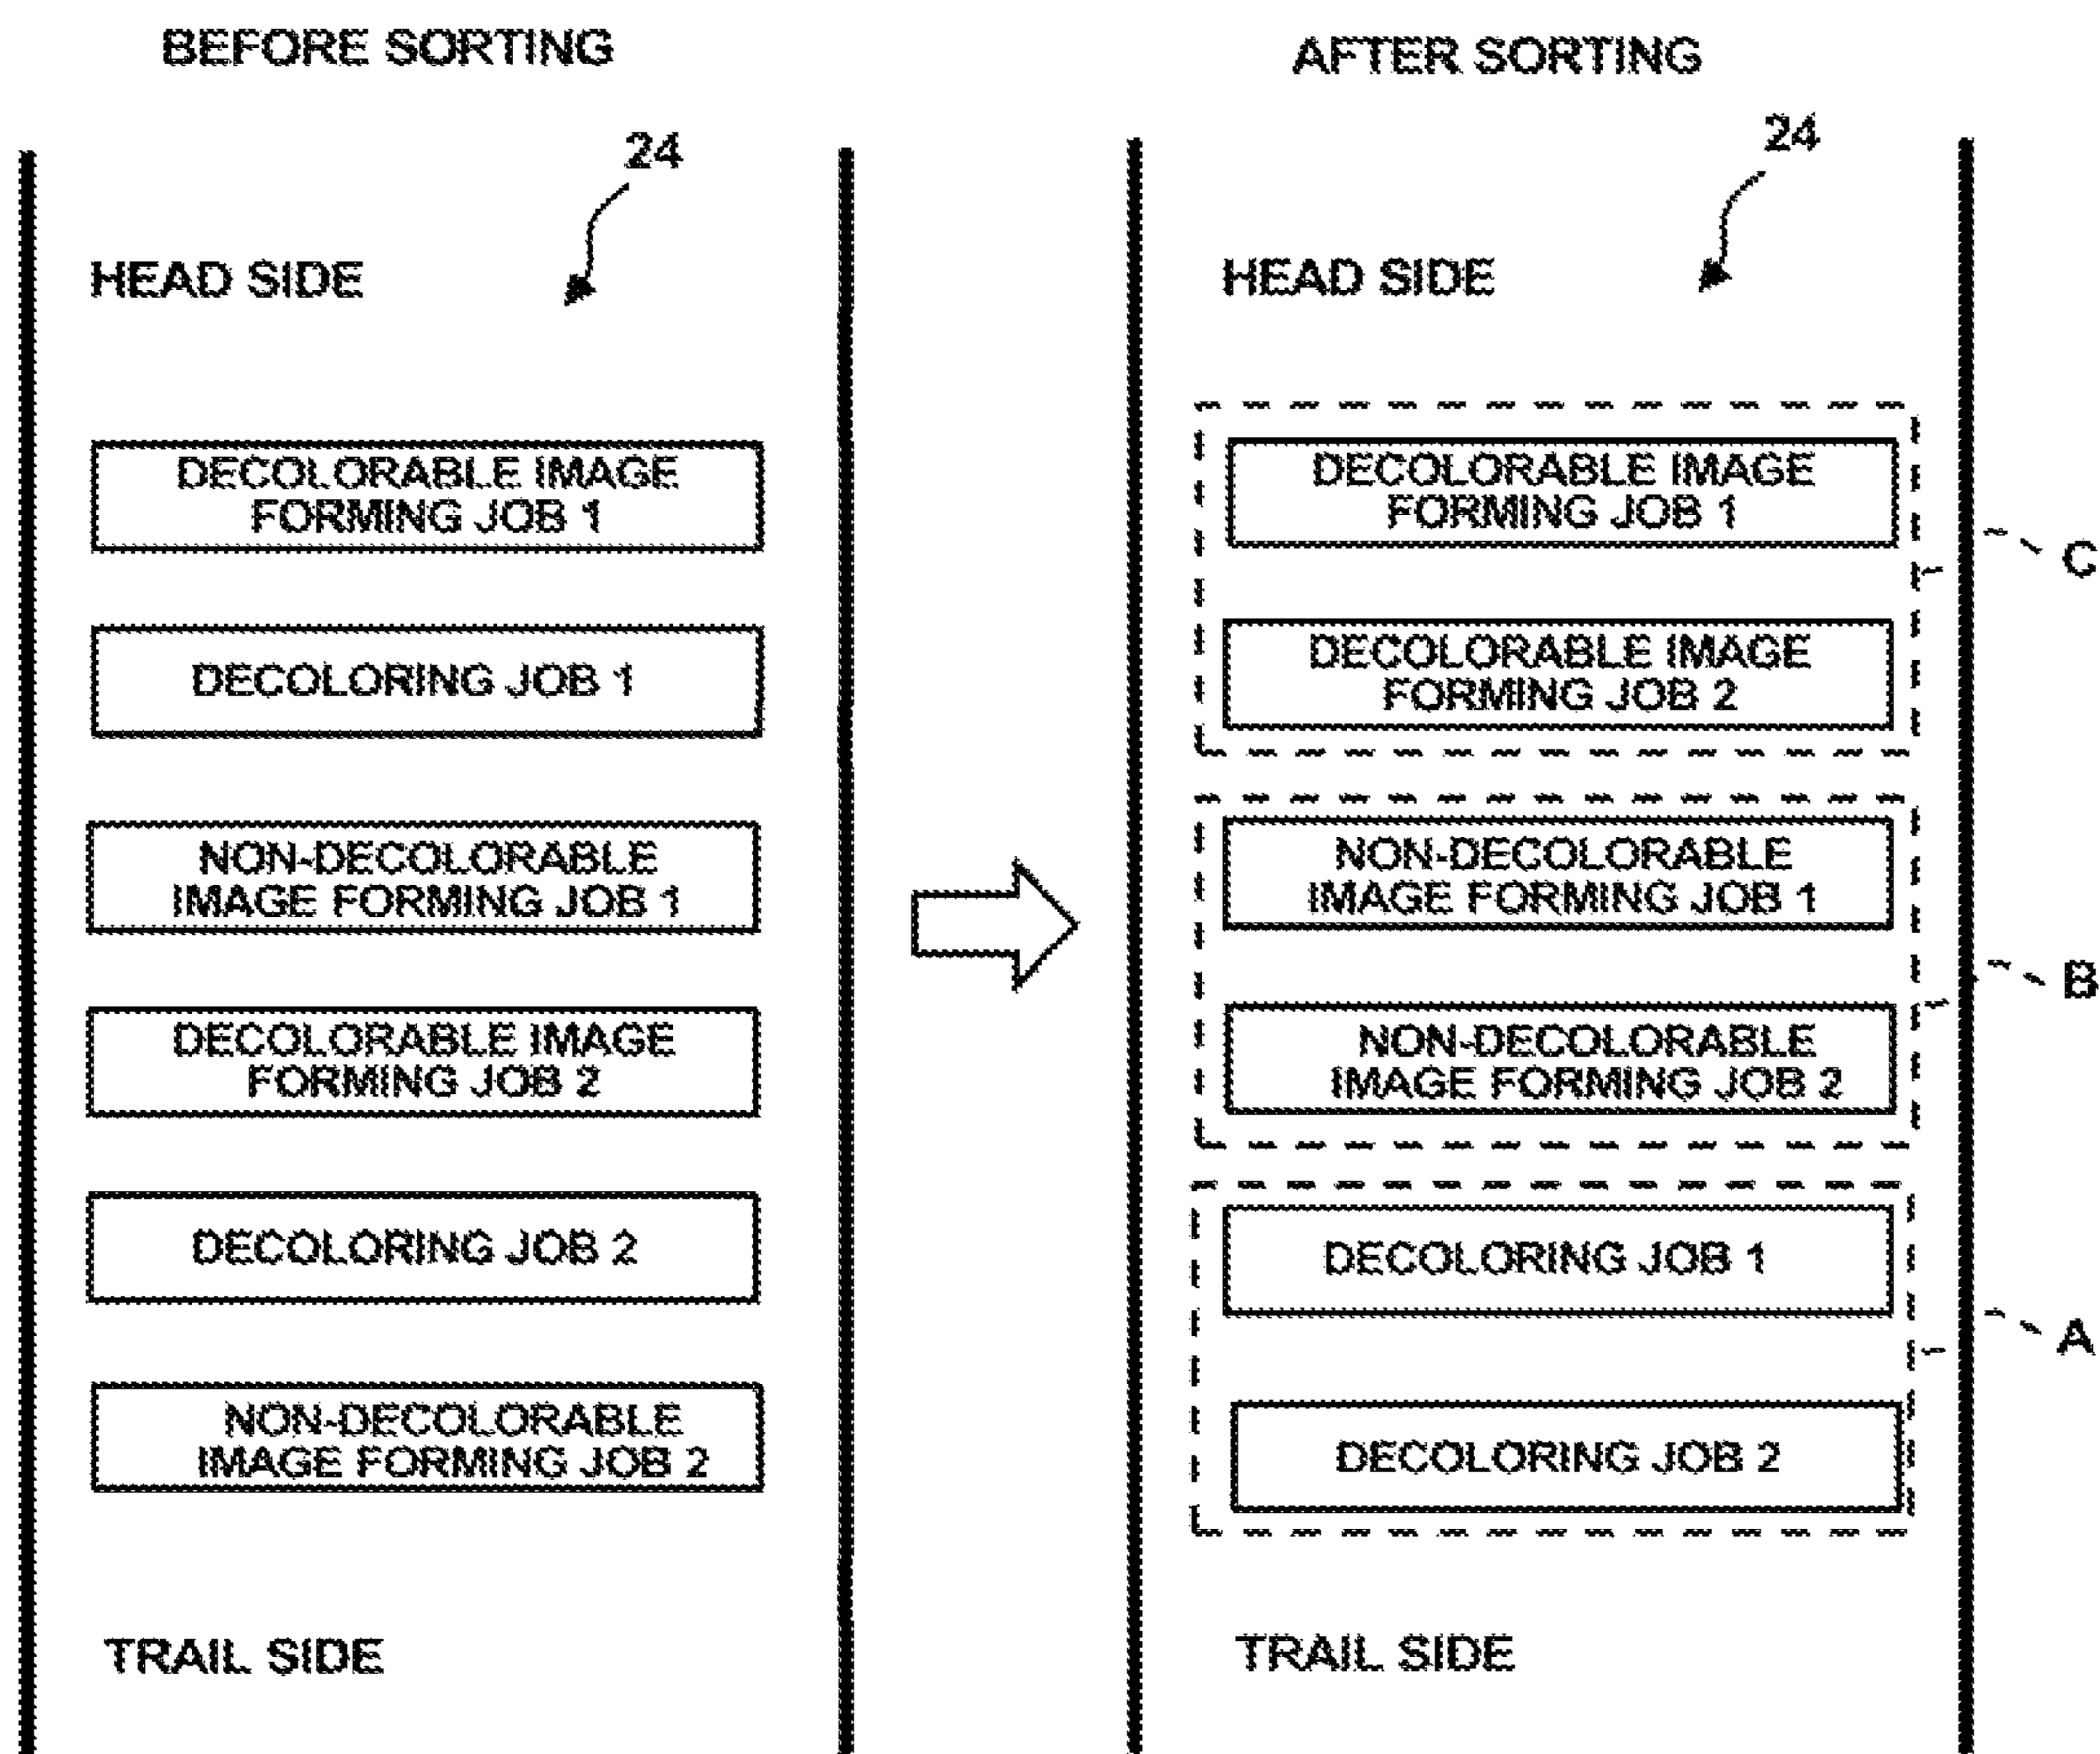 BEFORE SORTING
24
HEAD SIDE
DECOLORABLE IMAGE
FORMING JOB 1
DECOLORING JOB 1
NON-DECOLORABLE
IMAGE FORMING JOB 1
DECOLORABLE IMAGE
FORMING JOB 2
DECOLORING JOB 2
NON-DECOLORABLE
IMAGE FORMING JOB 2
TRAIL SIDE
AFTER SORTING
24
HEAD SIDE
DECOLORABLE IMAGE
FORMING JOB 1
DECOLORABLE IMAGE
FORMING JOB 2
C
NON-DECOLORABLE
IMAGE FORMING JOB 1
NON-DECOLORABLE
IMAGE FORMING JOB 2
B
DECOLORING JOB 1
DECOLORING JOB 2
A
TRAIL SIDE